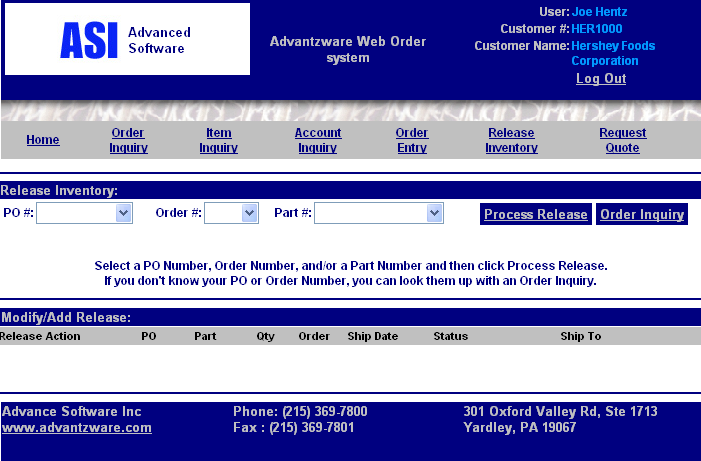 ASI Advanced Software
Advantzware Web Order system
User: Joe Hentz
Customer #: HER1000
Customer Name: Hershey Foods Corporation
Log Out
Home
Order Inquiry
Item Inquiry
Account Inquiry
Order Entry
Release Inventory
Request Quote
Release Inventory:
PO #: Order #: Part #: Process Release Order Inquiry
Select a PO Number, Order Number, and/or a Part Number and then click Process Release.
If you don't know your PO or Order Number, you can look them up with an Order Inquiry.
Modify/Add Release:
Release Action PO Part Qty Order Ship Date Status Ship To
Advance Software Inc Phone: (215) 369-7800 301 Oxford Valley Rd, Ste 1713
www.advantzware.com Fax : (215) 369-7801 Yardley, PA 19067